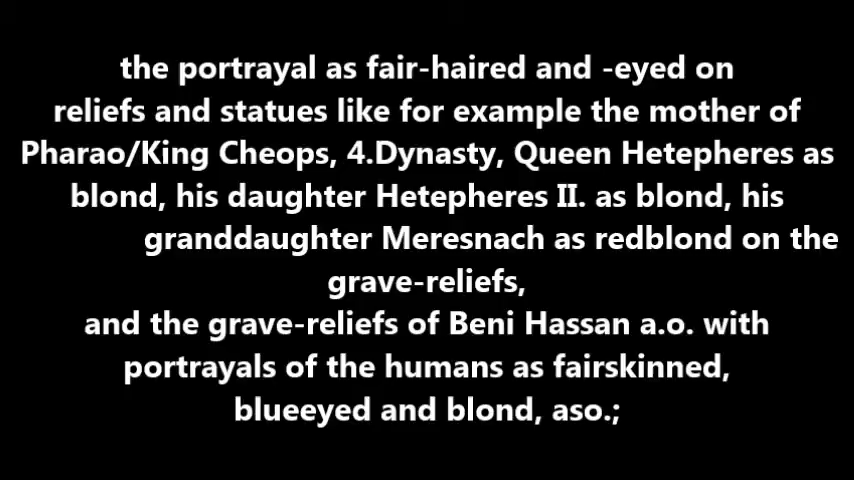 the portrayal as fair-haired and -eyed on
reliefs and statues like for example the mother of
Pharao/King Cheops, 4.Dynasty, Queen Hetepheres as
blond, his daughter Hetepheres II. as blond, his
granddaughter Meresnach as redblond on the
grave-reliefs,
and the grave-reliefs of Beni Hassan a.o. with
portrayals of the humans as fairskinned,
blueeyed and blond, aso.;